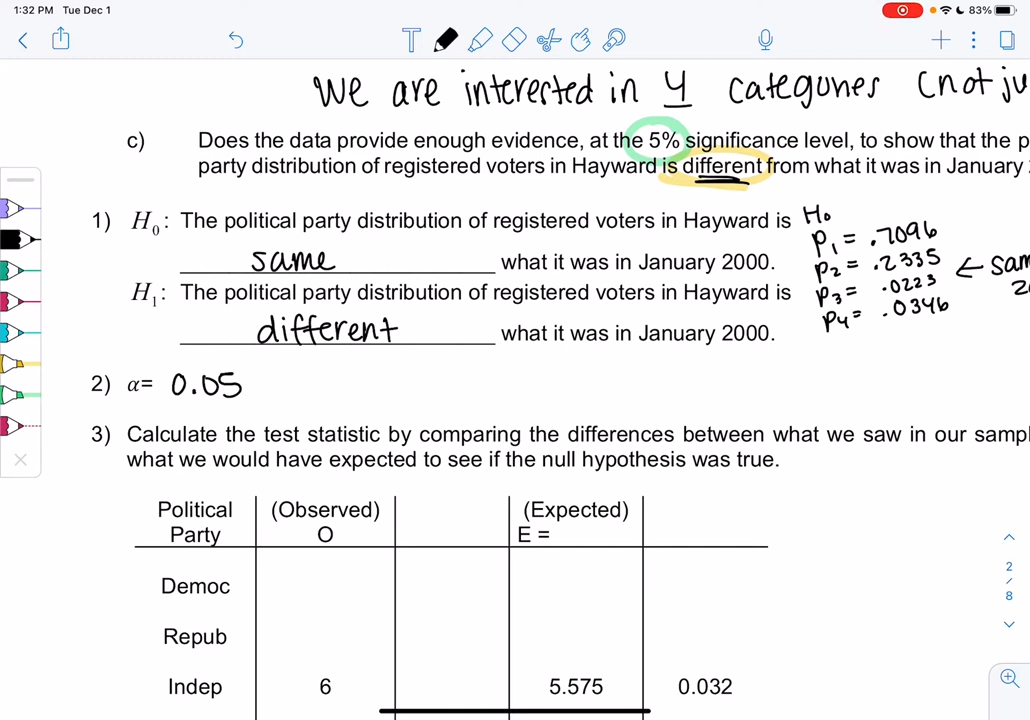 1:32 PM Tue Dec 1
83%
T
We are interested in 4 categories (not ju
c) Does the data provide enough evidence, at the 5% significance level, to show that the p
party distribution of registered voters in Hayward is different from what it was in January
1) H0: The political party distribution of registered voters in Hayward is
same what it was in January 2000.
H1: The political party distribution of registered voters in Hayward is
different what it was in January 2000.
H0
p1 = .7096
p2 = .2335
p3 = .0223
p4 = .0346
← sam
2) α= 0.05
3) Calculate the test statistic by comparing the differences between what we saw in our sampl
what we would have expected to see if the null hypothesis was true.
Political (Observed) (Expected)
Party O E =
Democ
Repub
Indep 6 5.575 0.032
2
/
8